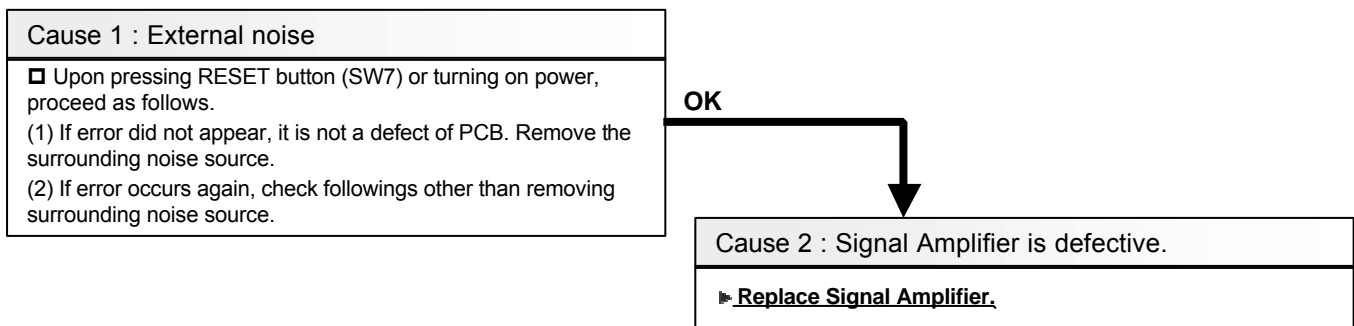 Cause 1 : External noise
Upon pressing RESET button (SW7) or turning on power,
proceed as follows.
(1) If error did not appear, it is not a defect of PCB. Remove the
surrounding noise source.
(2) If error occurs again, check followings other than removing
surrounding noise source.
OK
Cause 2 : Signal Amplifier is defective.
Replace Signal Amplifier.